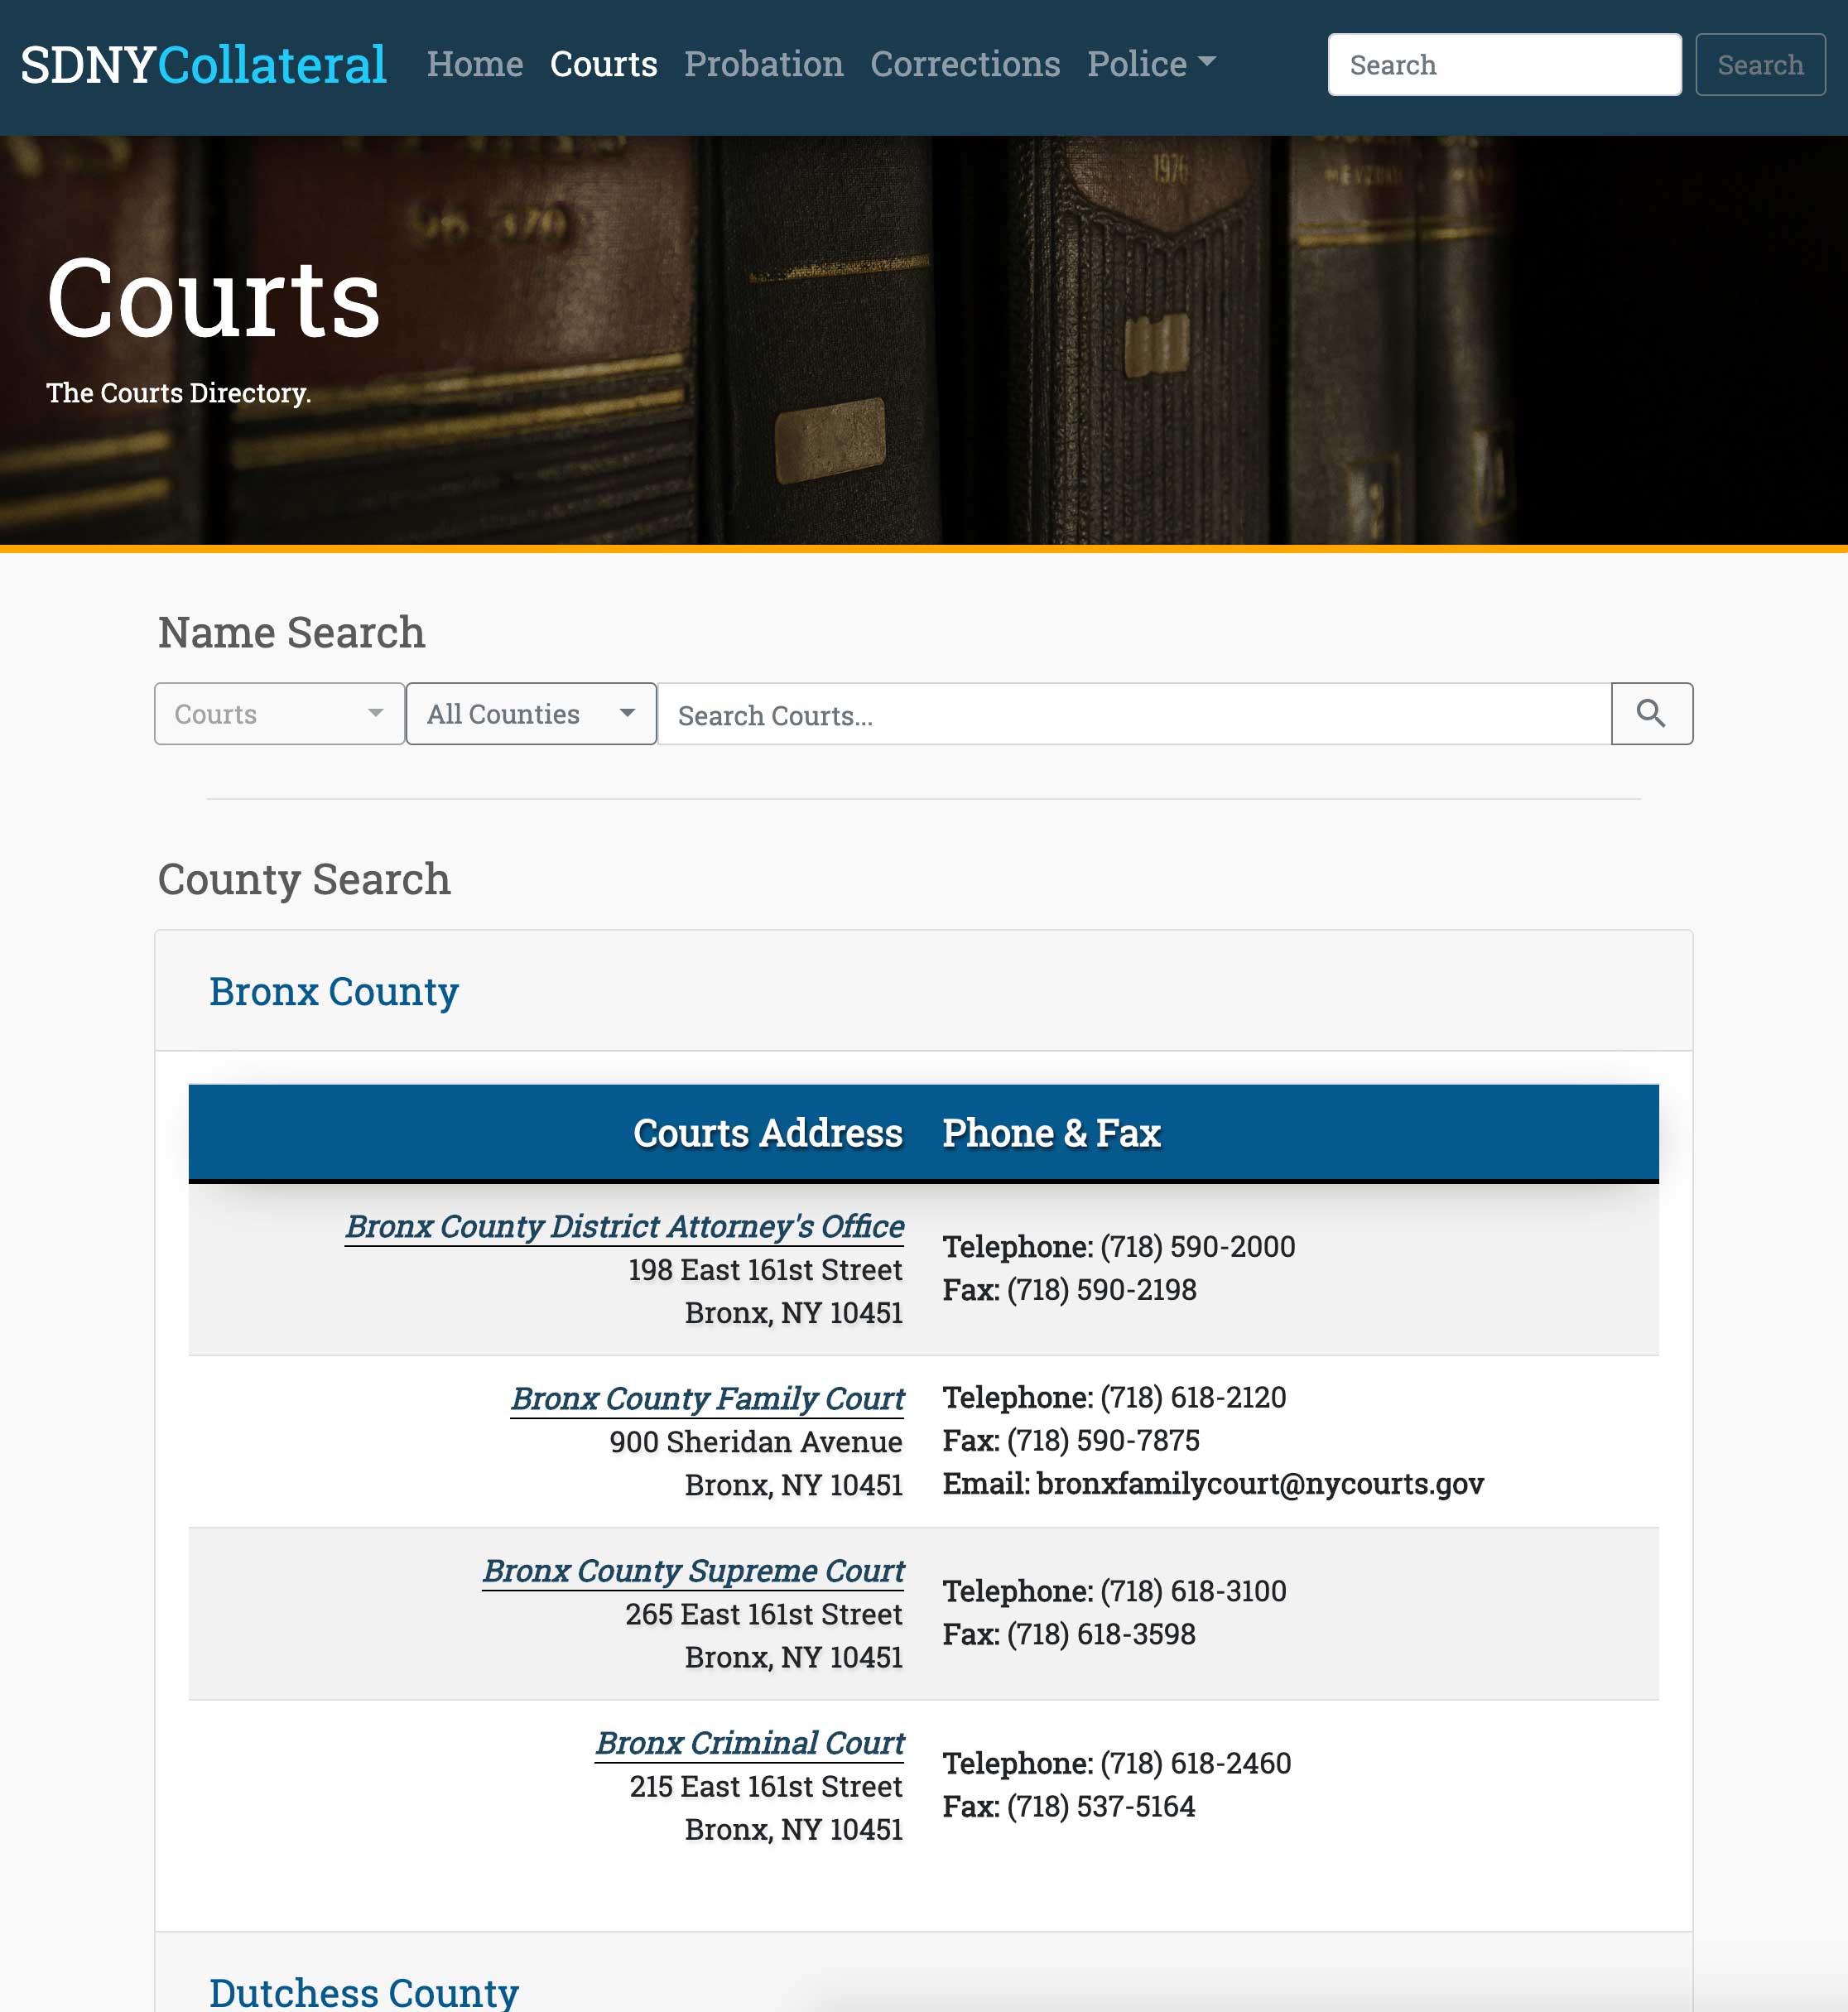 SDNYCollateral Home Courts Probation Corrections Police Search Search
96 370
1976
Courts
The Courts Directory.
Name Search
Courts All Counties Search Courts...
County Search
Bronx County
Courts Address Phone & Fax
Bronx County District Attorney's Office
198 East 161st Street
Bronx, NY 10451
Telephone: (718) 590-2000
Fax: (718) 590-2198
Bronx County Family Court
900 Sheridan Avenue
Bronx, NY 10451
Telephone: (718) 618-2120
Fax: (718) 590-7875
Email: bronxfamilycourt@nycourts.gov
Bronx County Supreme Court
265 East 161st Street
Bronx, NY 10451
Telephone: (718) 618-3100
Fax: (718) 618-3598
Bronx Criminal Court
215 East 161st Street
Bronx, NY 10451
Telephone: (718) 618-2460
Fax: (718) 537-5164
Dutchess County